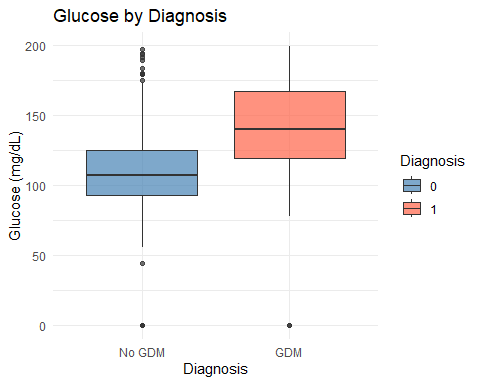 Glucose by Diagnosis
Glucose (mg/dL)
200
150
100
50
0
No GDM
GDM
Diagnosis
Diagnosis
0
1